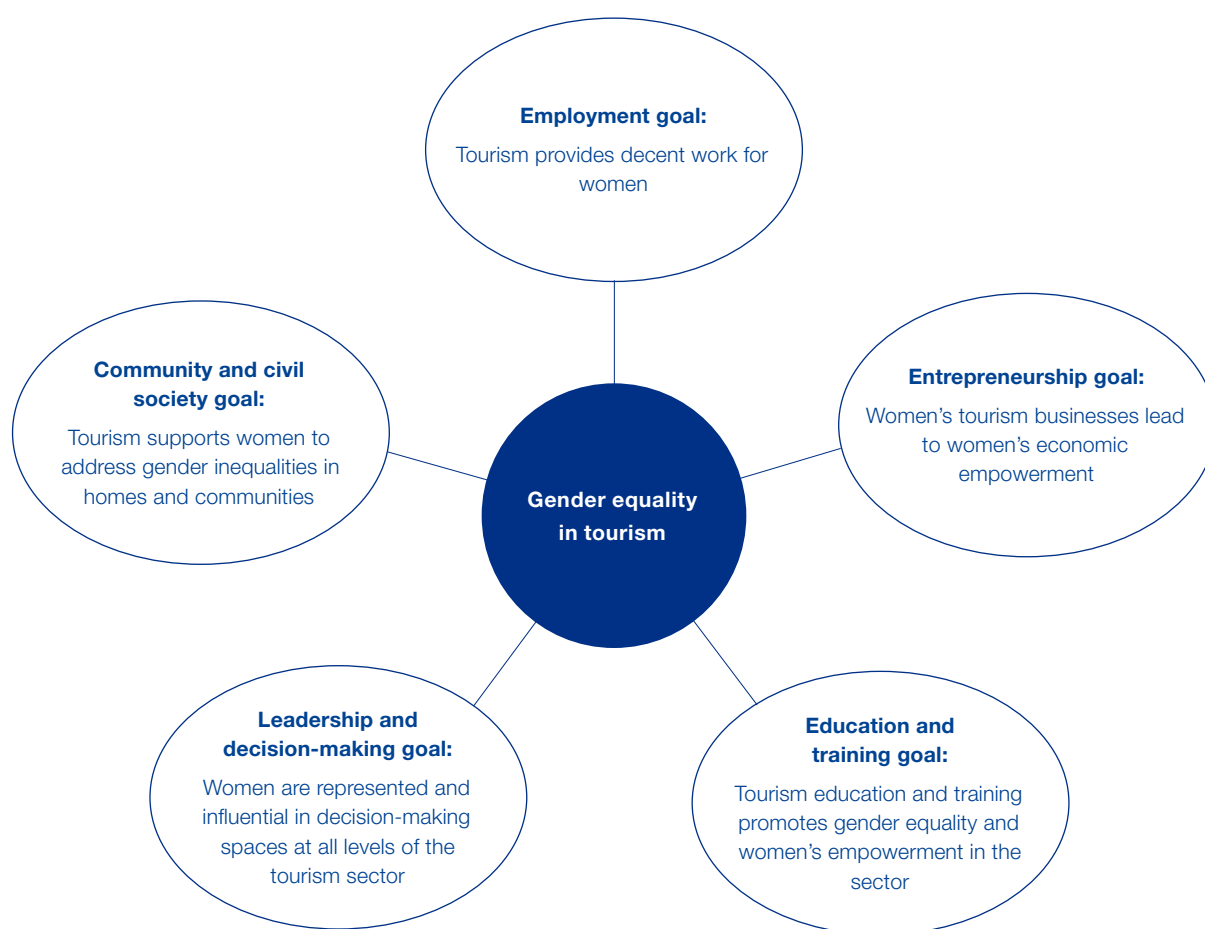 Employment goal:
Tourism provides decent work for
women
Community and civil
society goal:
Tourism supports women to
address gender inequalities in
homes and communities
Entrepreneurship goal:
Women’s tourism businesses lead
to women’s economic
empowerment
Gender equality
in tourism
Leadership and
decision-making goal:
Women are represented and
influential in decision-making
spaces at all levels of the
tourism sector
Education and
training goal:
Tourism education and training
promotes gender equality and
women’s empowerment in the
sector